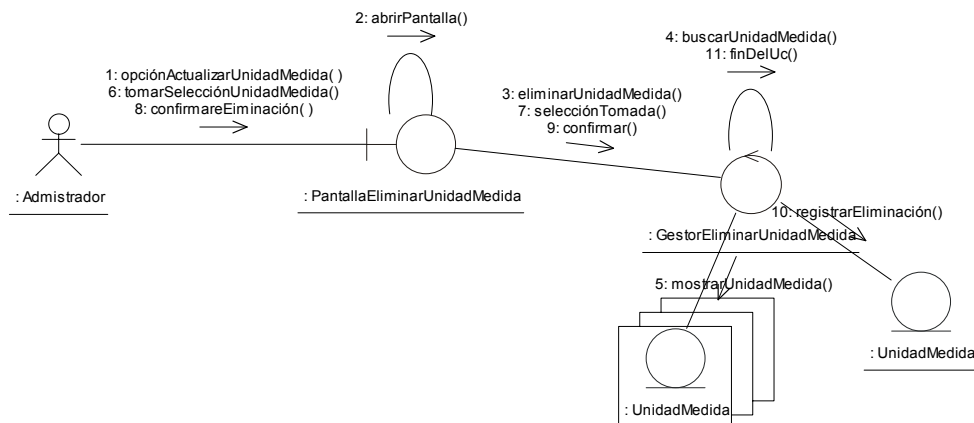 2: abrirPantalla()
4: buscarUnidadMedida()
11: finDelUc()
1: opciónActualizarUnidadMedida( )
6: tomarSelecciónUnidadMedida()
8: confirmareEiminación( )
3: eliminarUnidadMedida()
7: selecciónTomada()
9: confirmar()
: Admistrador
: PantallaEliminarUnidadMedida
10: registrarEliminación()
: GestorEliminarUnidadMedida
5: mostrarUnidadMedida()
: UnidadMedida
: UnidadMedida